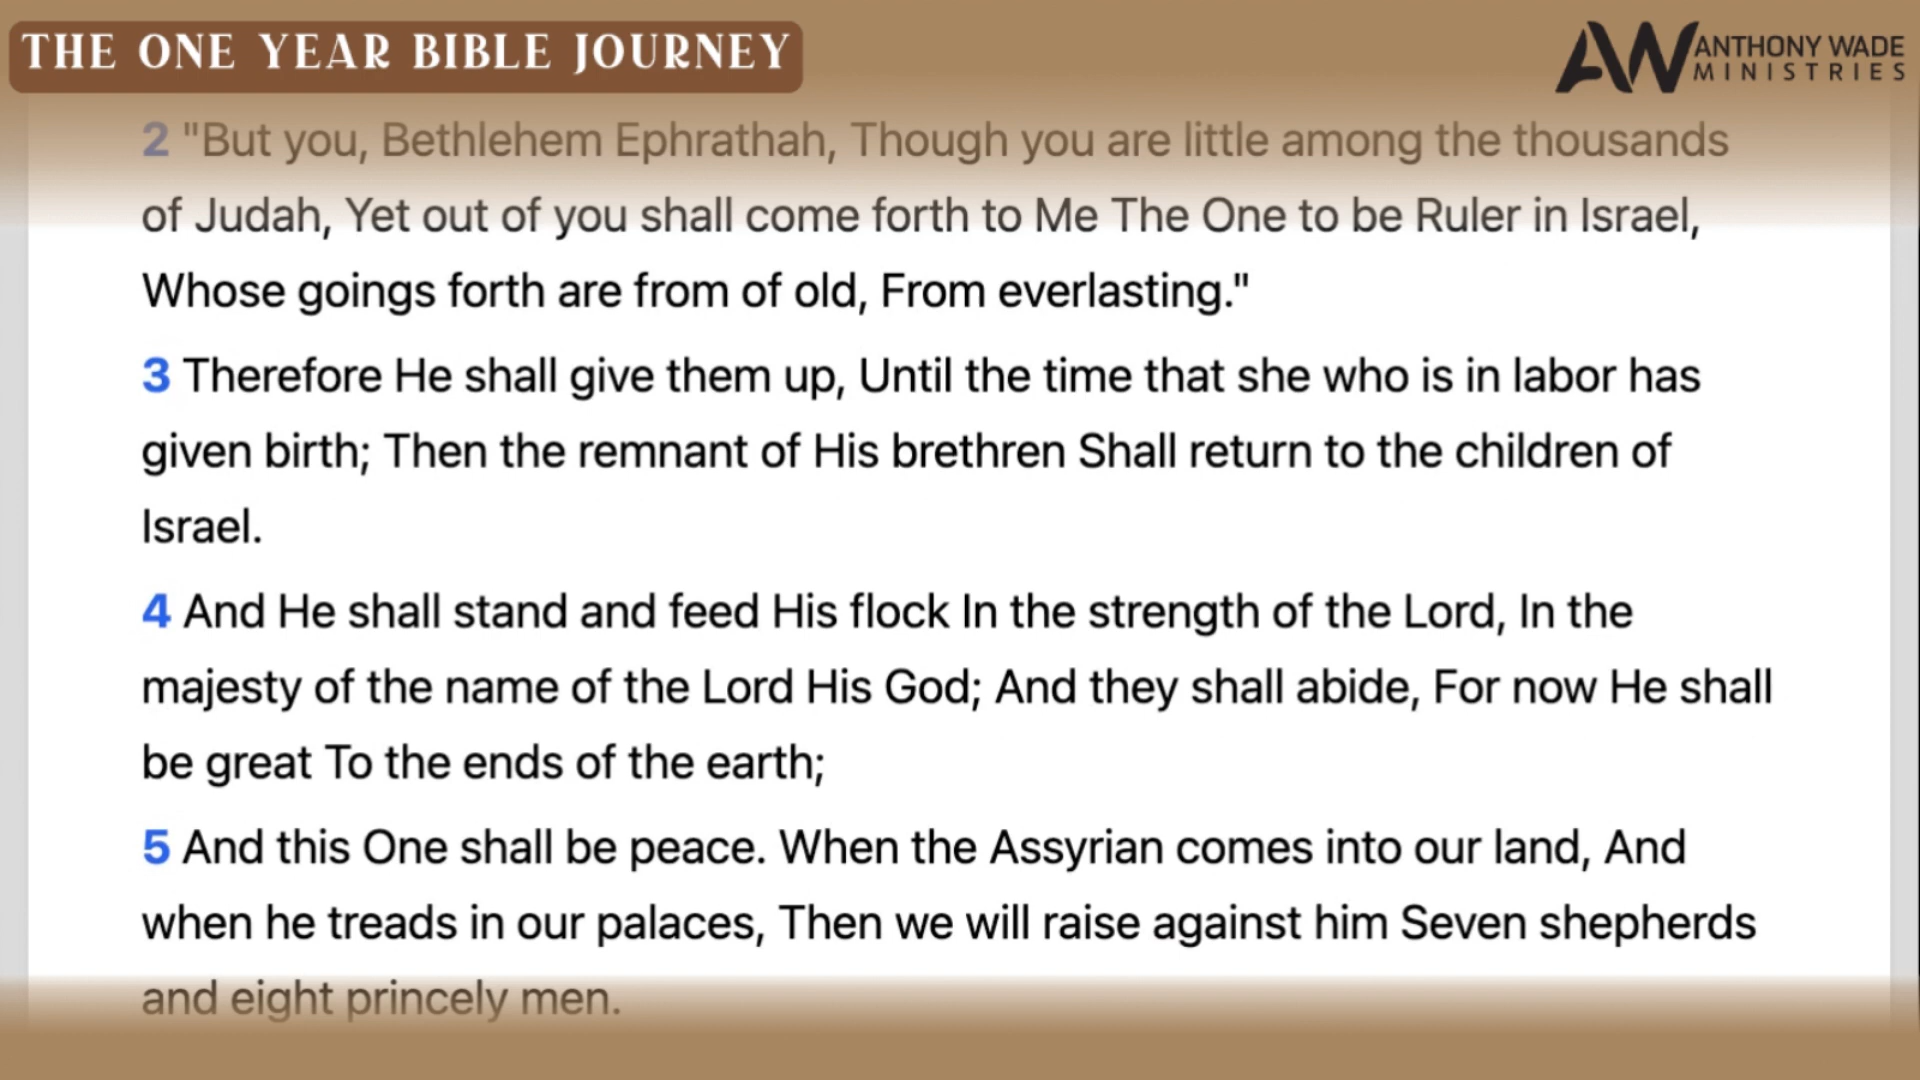 THE ONE YEAR BIBLE JOURNEY
AW ANTHONY WADE
MINISTRIES
2 "But you, Bethlehem Ephrathah, Though you are little among the thousands
of Judah, Yet out of you shall come forth to Me The One to be Ruler in Israel,
Whose goings forth are from of old, From everlasting."
3 Therefore He shall give them up, Until the time that she who is in labor has
given birth; Then the remnant of His brethren Shall return to the children of
Israel.
4 And He shall stand and feed His flock In the strength of the Lord, In the
majesty of the name of the Lord His God; And they shall abide, For now He shall
be great To the ends of the earth;
5 And this One shall be peace. When the Assyrian comes into our land, And
when he treads in our palaces, Then we will raise against him Seven shepherds
and eight princely men.